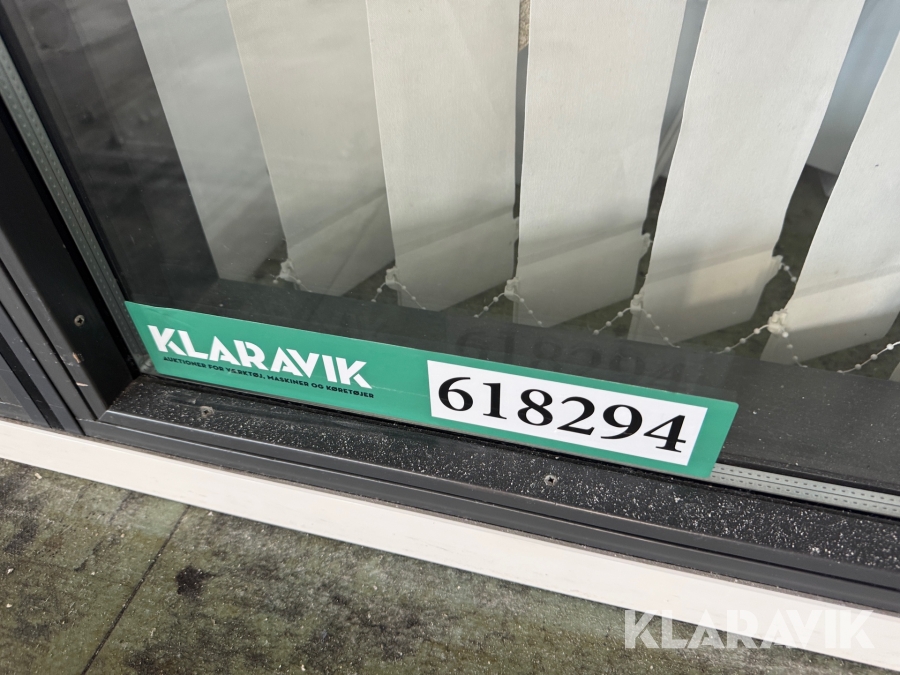 KLARAVIK
AUKTIONER FOR VÆRKTØJ, MASKINER OG KØRETØJER
618294
KLARAVIK